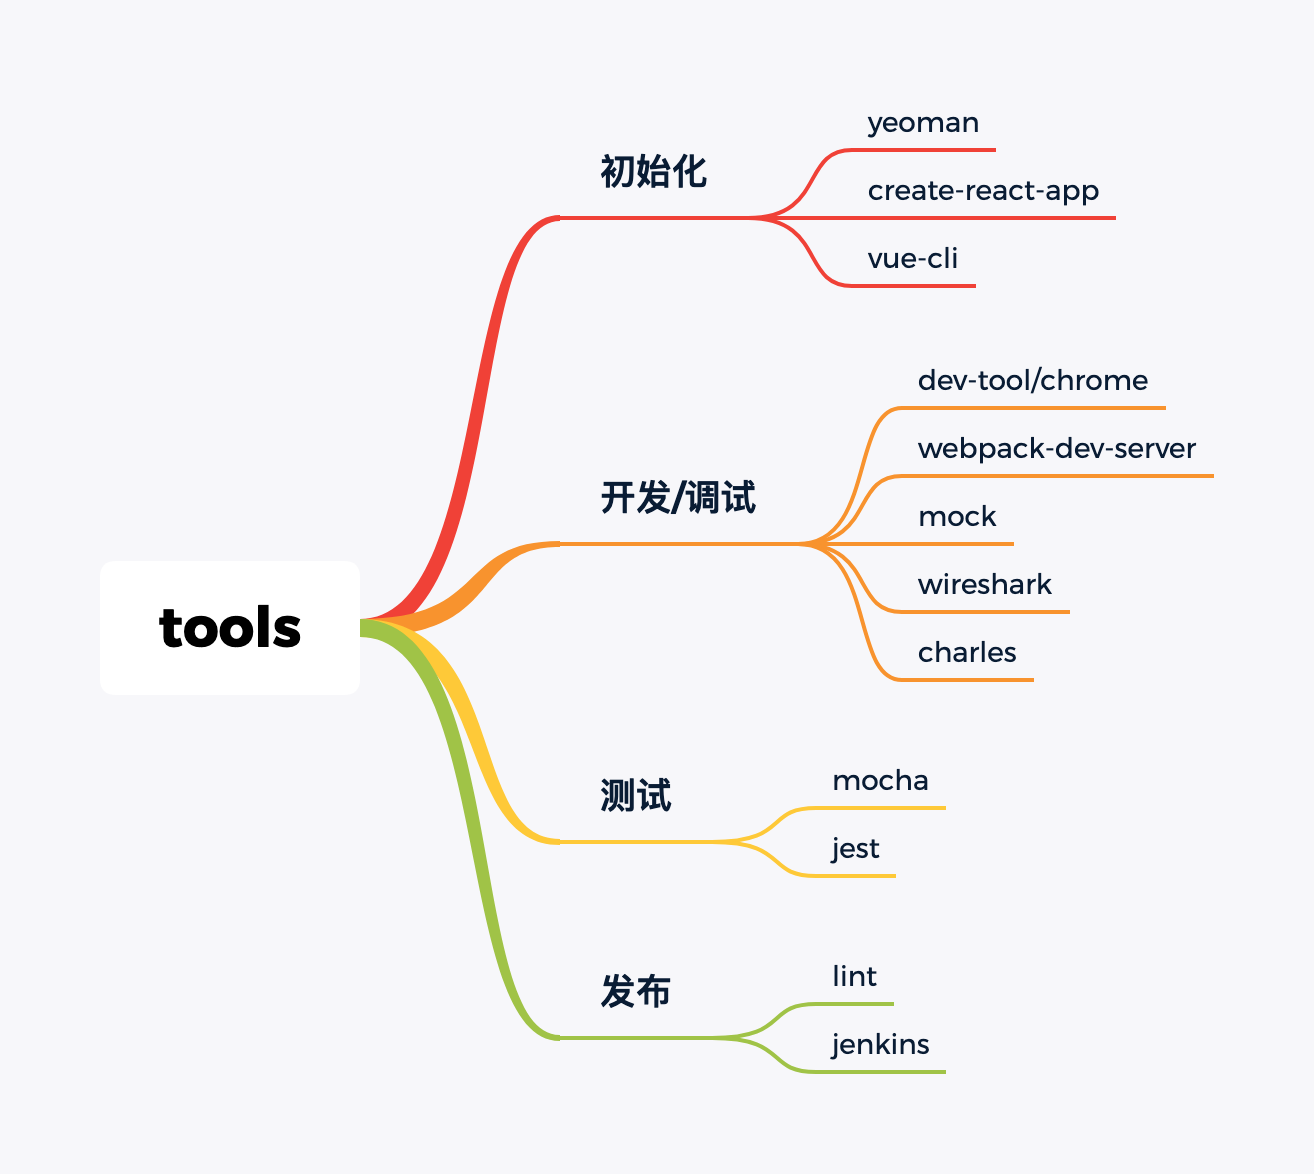 tools
初始化
yeoman
create-react-app
vue-cli
开发/调试
dev-tool/chrome
webpack-dev-server
mock
wireshark
charles
测试
mocha
jest
发布
lint
jenkins